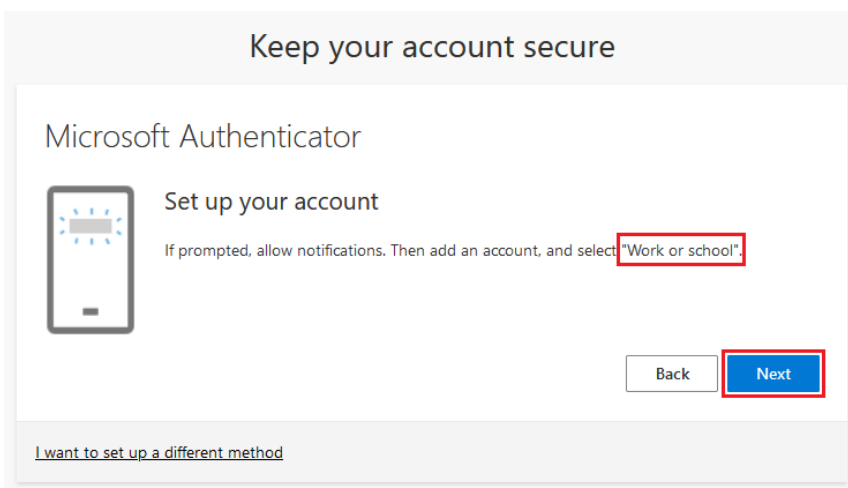 Keep your account secure
Microsoft Authenticator
Set up your account
If prompted, allow notifications. Then add an account, and select "Work or school".
Back
Next
I want to set up a different method